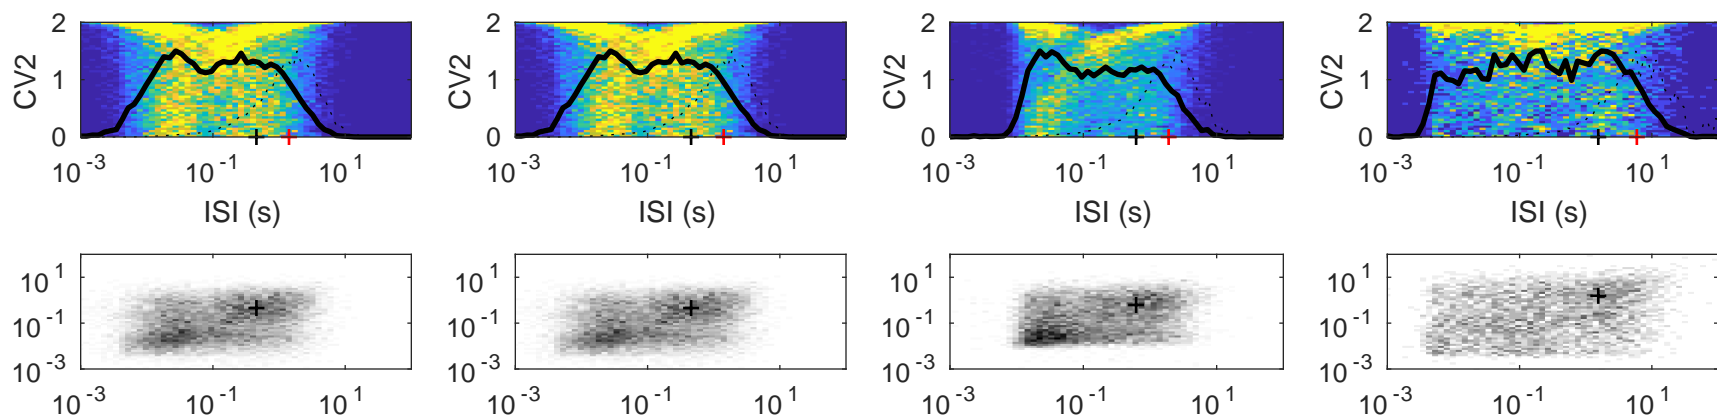 2 2 2 2
CV2 CV2 CV2 CV2
1 1 1 1
0 0 0 0
10^-3 10^-1 10^1 10^-3 10^-1 10^1 10^-3 10^-1 10^1 10^-3 10^-1 10^1
ISI (s) ISI (s) ISI (s) ISI (s)
10^1 10^1 10^1 10^1
10^-1 10^-1 10^-1 10^-1
10^-3 10^-3 10^-3 10^-3
10^-3 10^-1 10^1 10^-3 10^-1 10^1 10^-3 10^-1 10^1 10^-3 10^-1 10^1